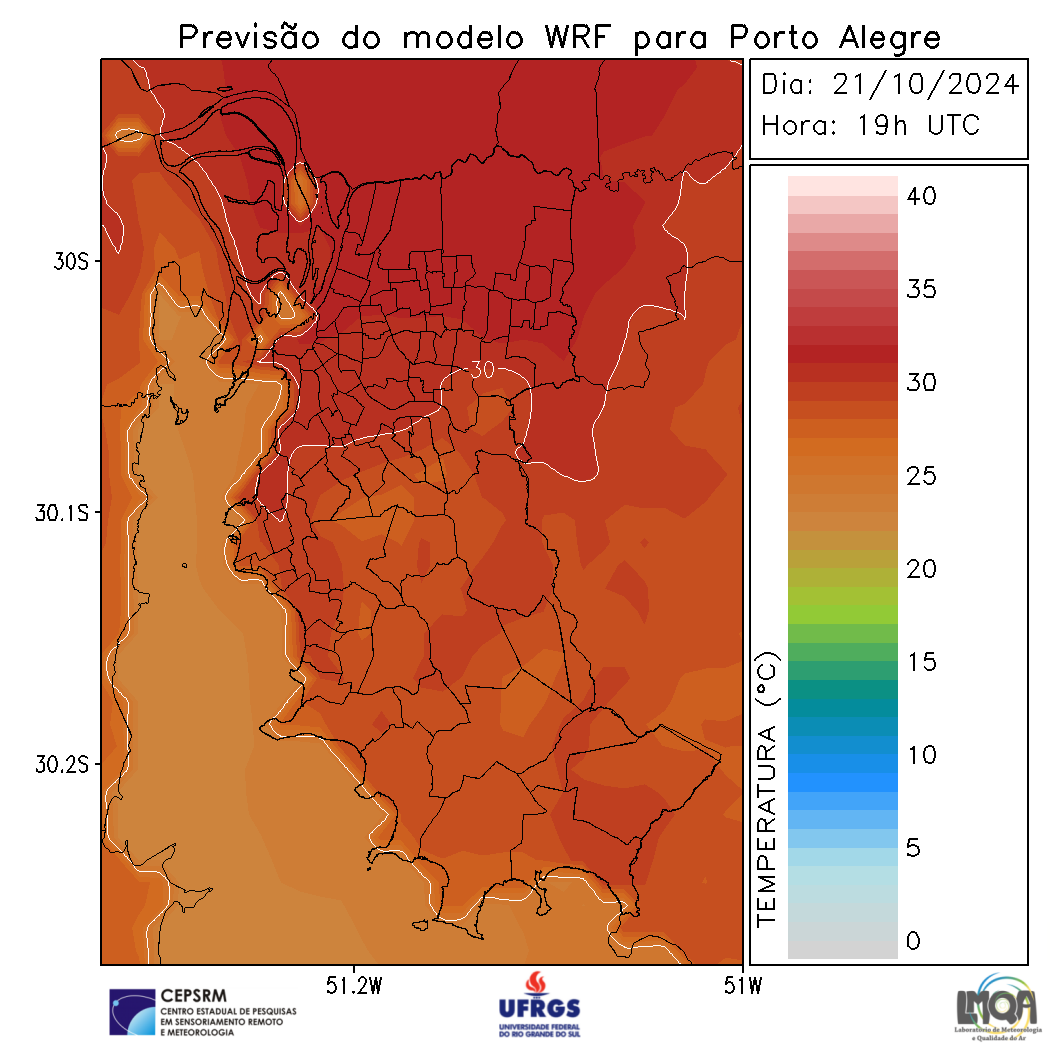 Previsão do modelo WRF para Porto Alegre
Dia: 21/10/2024
Hora: 19h UTC
30S
30.1S
30.2S
51.2W
51W
30
TEMPERATURA (°C)
40
35
30
25
20
15
10
5
0
CEPSRM
CENTRO ESTADUAL DE PESQUISAS
EM SENSORIAMENTO REMOTO
E METEOROLOGIA
UFRGS
UNIVERSIDADE FEDERAL
DO RIO GRANDE DO SUL
LMQA
Laboratório de Meteorologia
e Qualidade do Ar